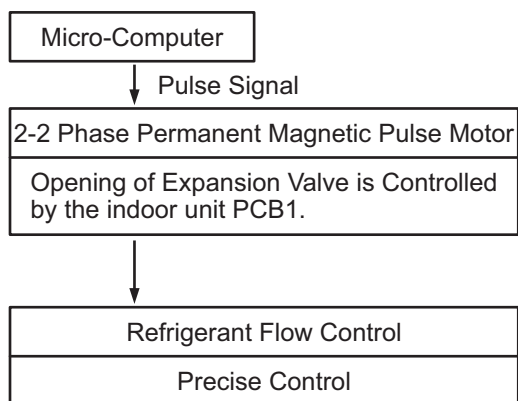 Micro-Computer
Pulse Signal
2-2 Phase Permanent Magnetic Pulse Motor
Opening of Expansion Valve is Controlled
by the indoor unit PCB1.
Refrigerant Flow Control
Precise Control